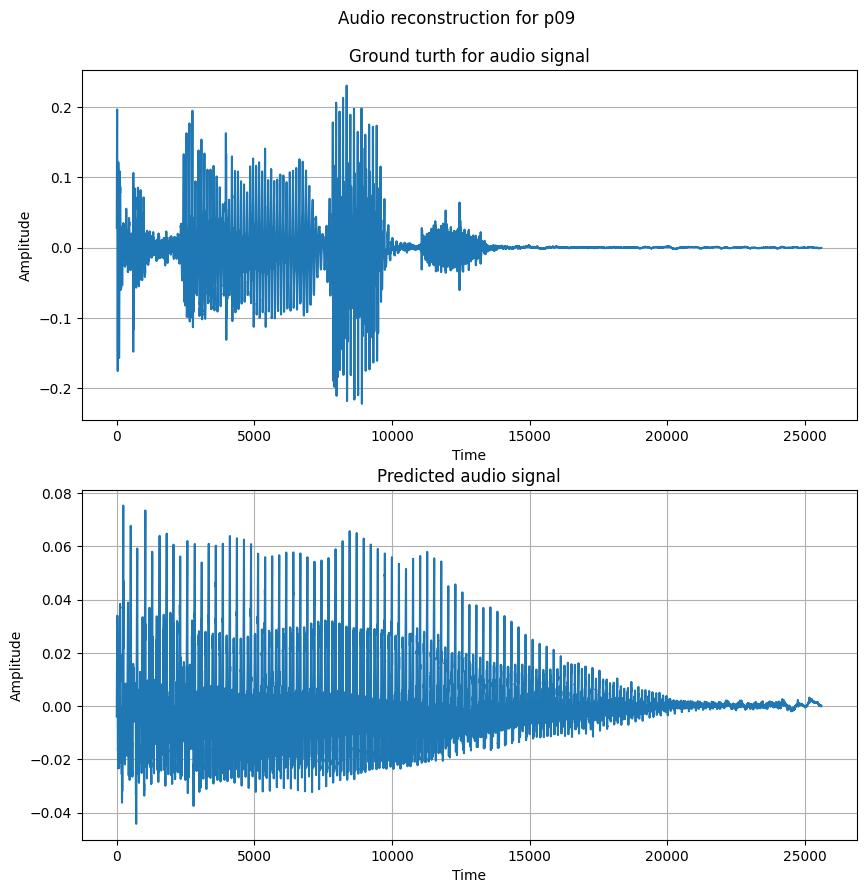 Audio reconstruction for p09
Ground turth for audio signal
0.2
0.1
0.0
−0.1
−0.2
Amplitude
0 5000 10000 15000 20000 25000
Time
Predicted audio signal
0.08
0.06
0.04
0.02
0.00
−0.02
−0.04
Amplitude
0 5000 10000 15000 20000 25000
Time